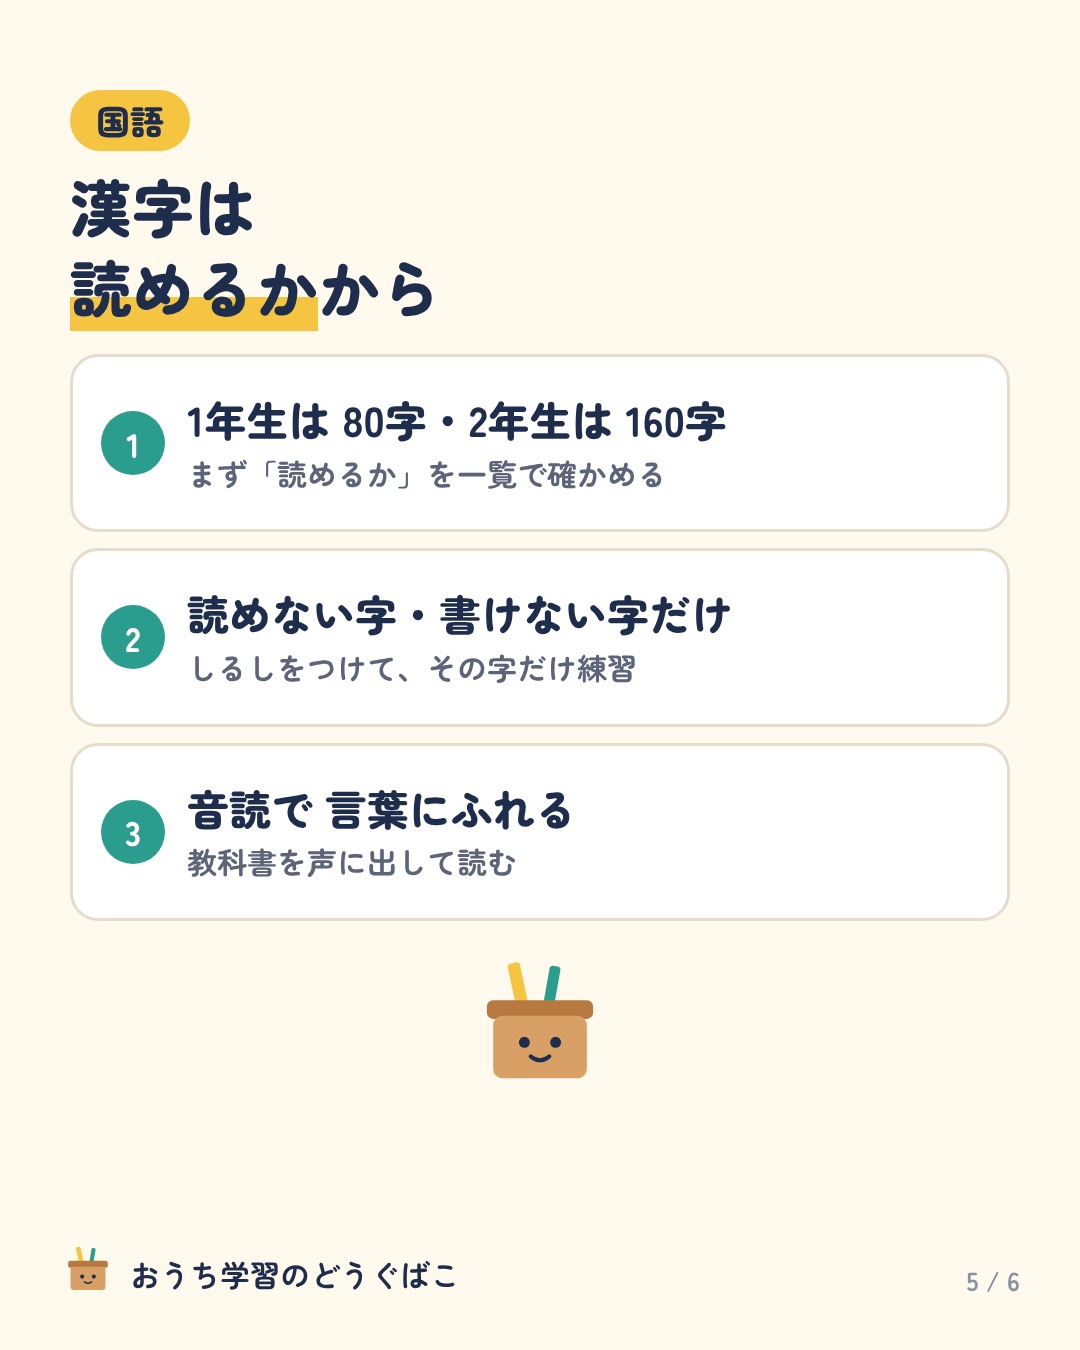 国語
漢字は
読めるかから
1
1年生は 80字・2年生は 160字
まず「読めるか」を一覧で確かめる
2
読めない字・書けない字だけ
しるしをつけて、その字だけ練習
3
音読で 言葉にふれる
教科書を声に出して読む
おうち学習のどうぐばこ
5 / 6